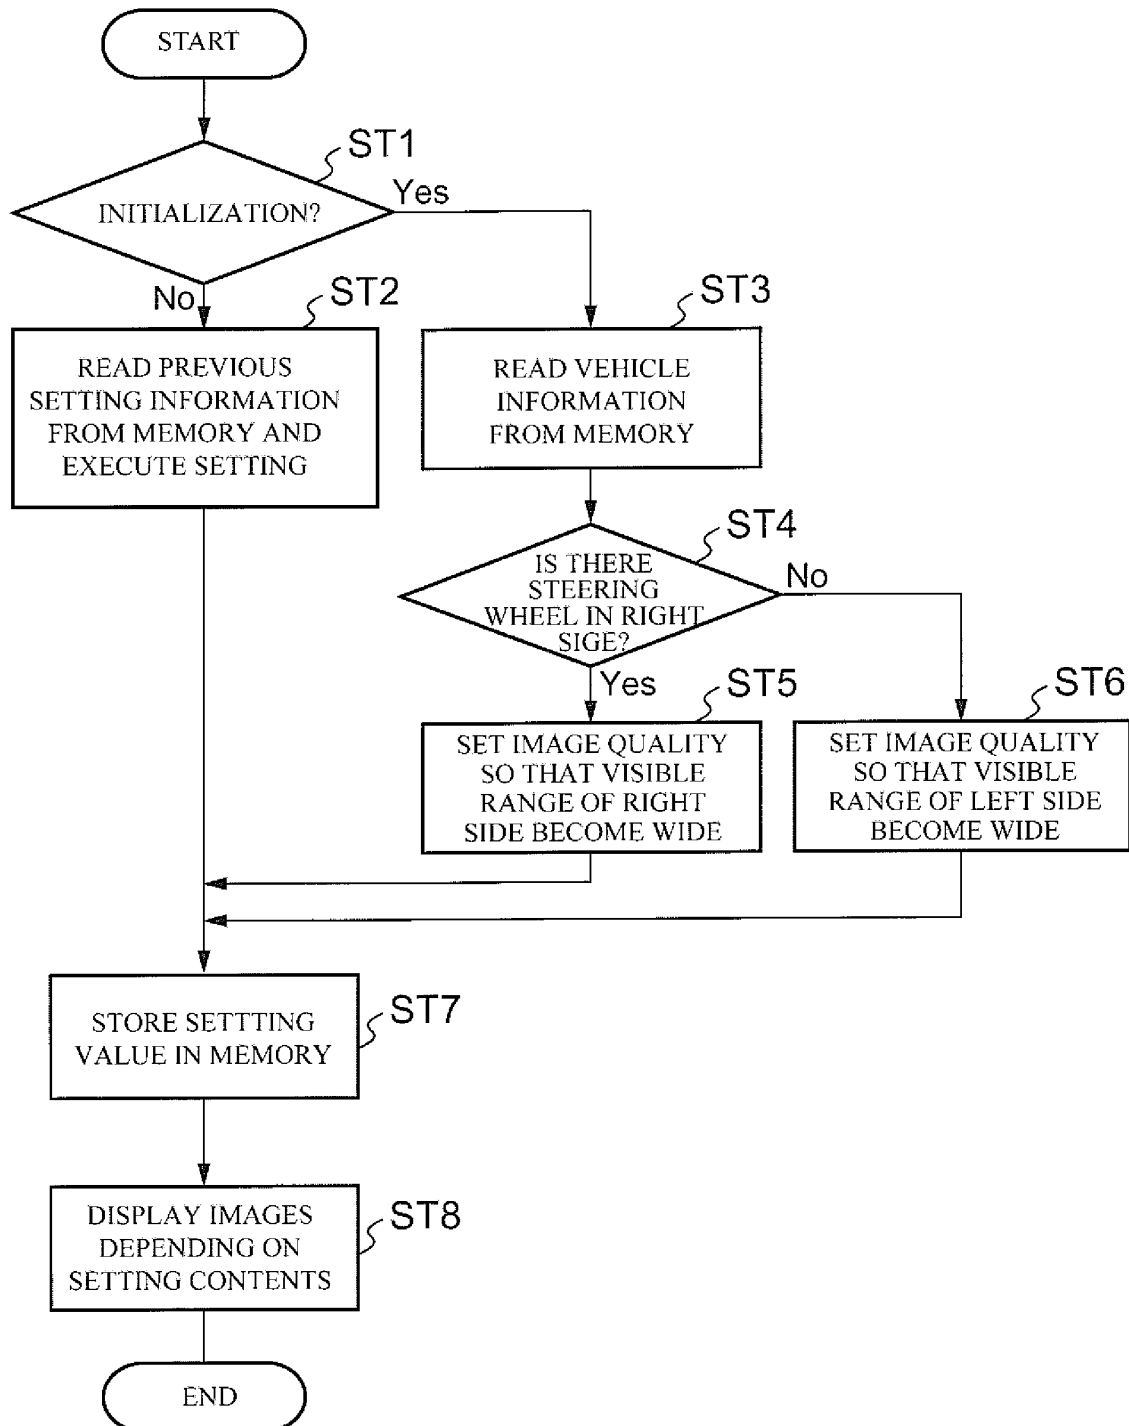 START
ST1
INITIALIZATION?
Yes
No
ST2
READ PREVIOUS
SETTING INFORMATION
FROM MEMORY AND
EXECUTE SETTING
ST3
READ VEHICLE
INFORMATION
FROM MEMORY
ST4
IS THERE
STEERING
WHEEL IN RIGHT
SIGE?
No
Yes
ST5
SET IMAGE QUALITY
SO THAT VISIBLE
RANGE OF RIGHT
SIDE BECOME WIDE
ST6
SET IMAGE QUALITY
SO THAT VISIBLE
RANGE OF LEFT SIDE
BECOME WIDE
ST7
STORE SETTTING
VALUE IN MEMORY
ST8
DISPLAY IMAGES
DEPENDING ON
SETTING CONTENTS
END